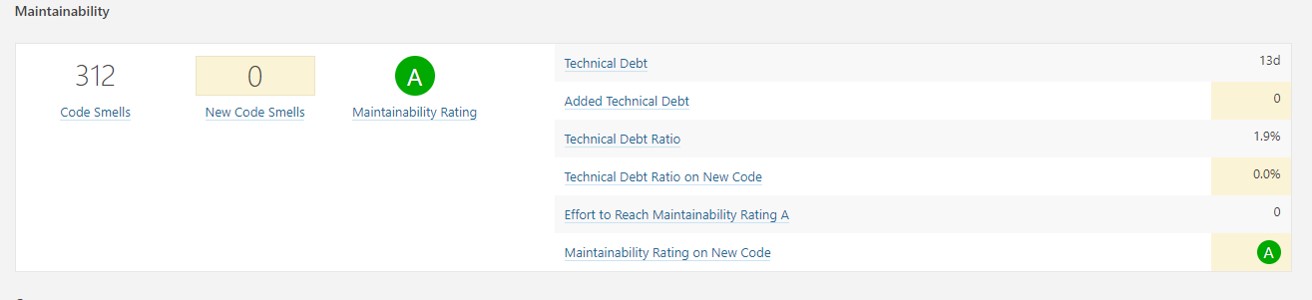 Maintainability
312
0
A
Code Smells
New Code Smells
Maintainability Rating
Technical Debt 13d
Added Technical Debt 0
Technical Debt Ratio 1.9%
Technical Debt Ratio on New Code 0.0%
Effort to Reach Maintainability Rating A 0
Maintainability Rating on New Code A